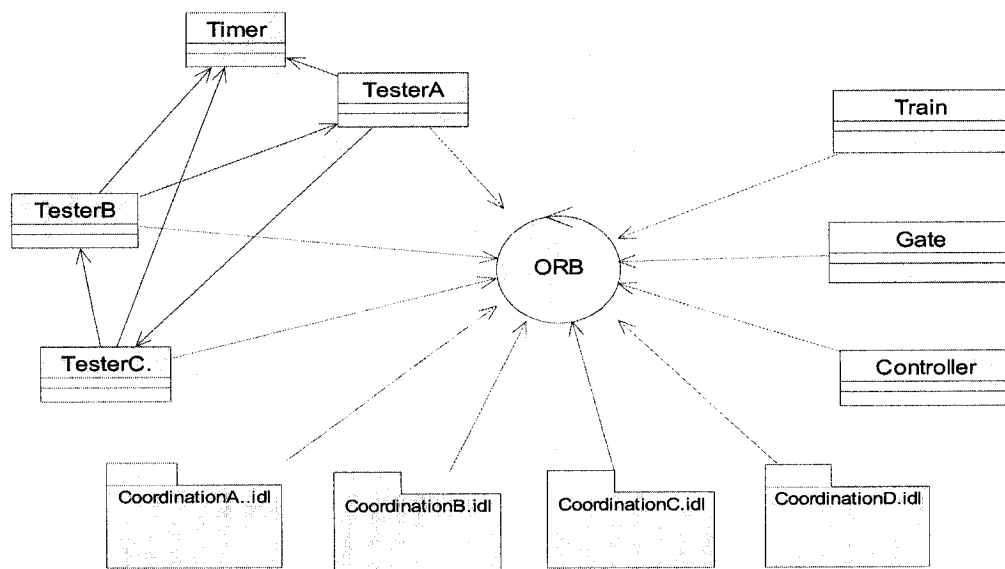 Timer
TesterA
Train
TesterB
Gate
ORB
TesterC.
Controller
CoordinationA..idl
CoordinationB.idl
CoordinationC.idl
CoordinationD.idl